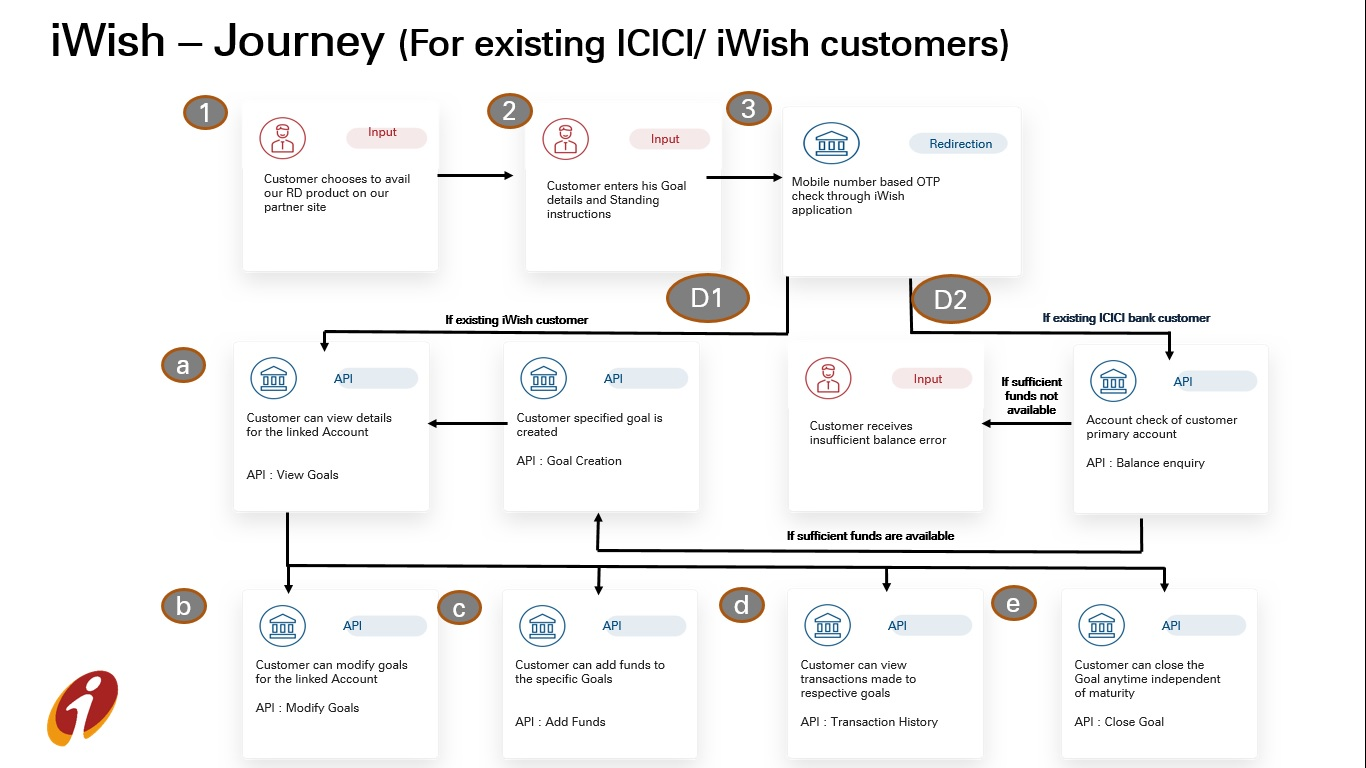 iWish – Journey (For existing ICICI/ iWish customers)
1
Input
Customer chooses to avail
our RD product on our
partner site
2
Input
Customer enters his Goal
details and Standing
instructions
3
Redirection
Mobile number based OTP
check through iWish
application
D1
D2
If existing iWish customer
If existing ICICI bank customer
a
API
Customer can view details
for the linked Account
API : View Goals
API
Customer specified goal is
created
API : Goal Creation
Input
Customer receives
insufficient balance error
If sufficient
funds not
available
API
Account check of customer
primary account
API : Balance enquiry
If sufficient funds are available
b
API
Customer can modify goals
for the linked Account
API : Modify Goals
c
API
Customer can add funds to
the specific Goals
API : Add Funds
d
API
Customer can view
transactions made to
respective goals
API : Transaction History
e
API
Customer can close the
Goal anytime independent
of maturity
API : Close Goal